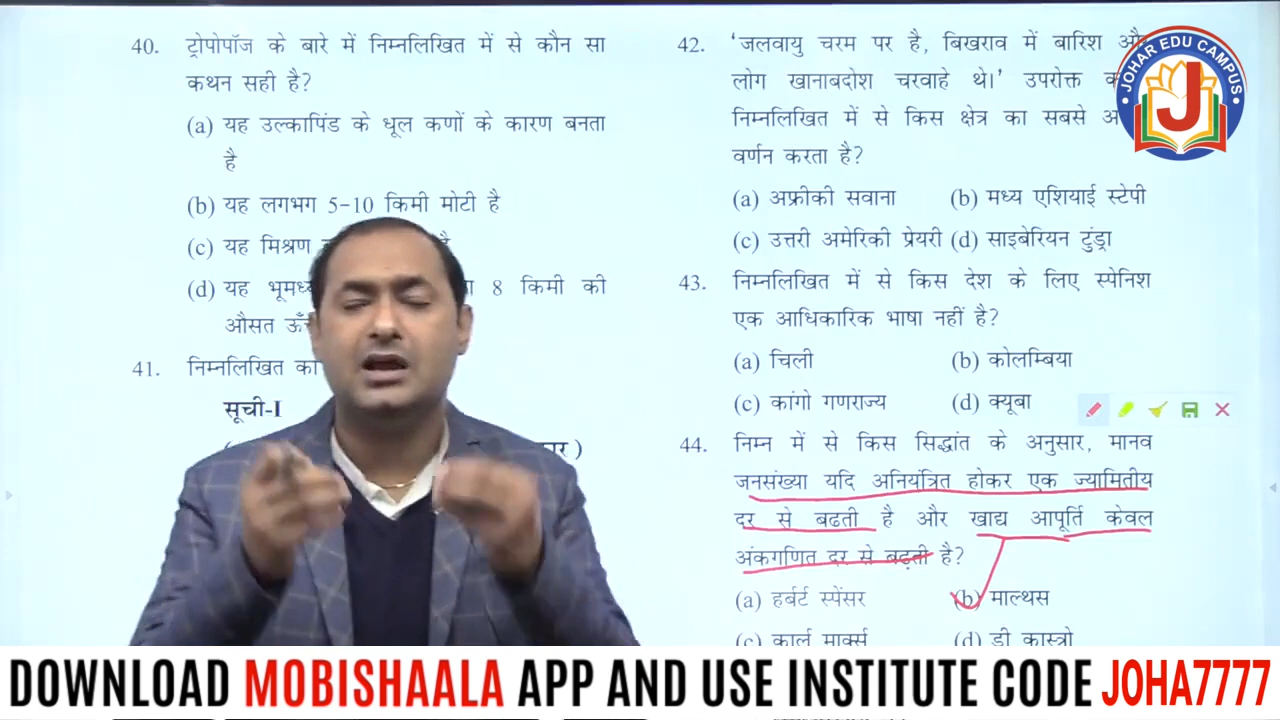 40. ट्रोपोपॉज के बारे में निम्नलिखित में से कौन सा
कथन सही है?
(a) यह उल्कापिंड के धूल कणों के कारण बनता
है
(b) यह लगभग 5-10 किमी मोटी है
(c) यह मिश्रण
(d) यह 8 किमी की
औसत
41. निम्नलिखित
सूची-I
42. 'जलवायु चरम पर है, बिखराव में बारिश और
लोग खानाबदोश चरवाहे थे।' उपरोक्त
निम्नलिखित में से किस क्षेत्र का सबसे
वर्णन करता है?
(a) अफ्रीकी सवाना (b) मध्य एशियाई स्टेपी
(c) उत्तरी अमेरिकी प्रेयरी (d) साइबेरियन टुंड्रा
43. निम्नलिखित में से किस देश के लिए स्पेनिश
एक आधिकारिक भाषा नहीं है?
(a) चिली (b) कोलम्बिया
(c) कांगो गणराज्य (d) क्यूबा
44. निम्न में से किस सिद्धांत के अनुसार, मानव
जनसंख्या यदि अनियंत्रित होकर एक ज्यामितीय
दर से बढती है और खाद्य आपूर्ति केवल
अंकगणित दर से बढ़ती है?
(a) हर्बर्ट स्पेंसर (b) माल्थस
(c) कार्ल मार्क्स (d) डी कास्त्रो
JOHAR EDU CAMPUS
J
DOWNLOAD MOBISHAALA APP AND USE INSTITUTE CODE JOHA7777